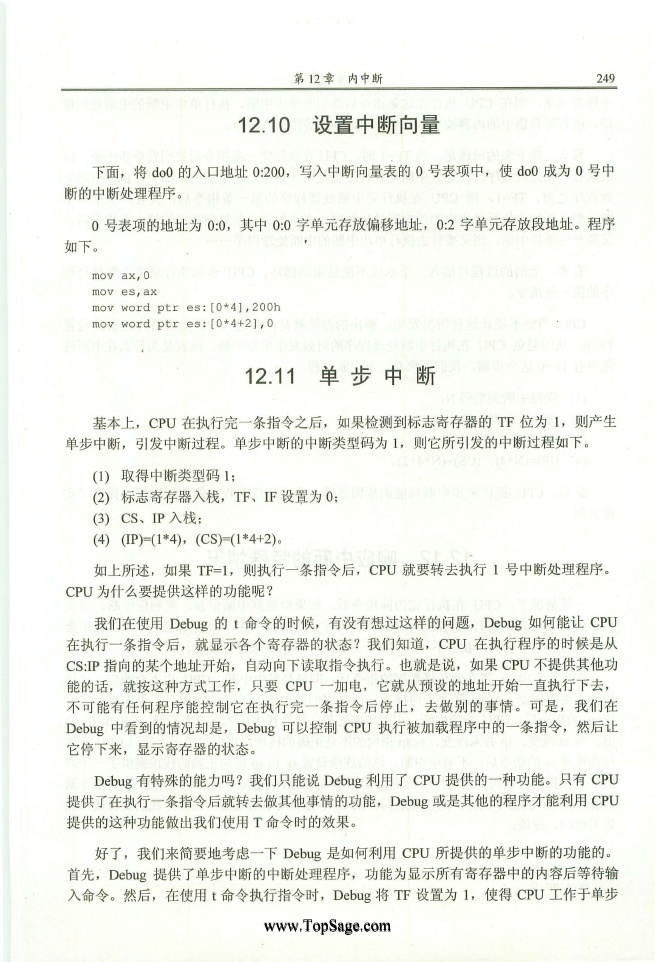 第 12 章 内中断 249
12.10 设置中断向量
下面，将 do0 的入口地址 0:200，写入中断向量表的 0 号表项中，使 do0 成为 0 号中
断的中断处理程序。
0 号表项的地址为 0:0，其中 0:0 字单元存放偏移地址，0:2 字单元存放段地址。程序
如下。
mov ax,0
mov es,ax
mov word ptr es:[0*4],200h
mov word ptr es:[0*4+2],0
12.11 单 步 中 断
基本上，CPU 在执行完一条指令之后，如果检测到标志寄存器的 TF 位为 1，则产生
单步中断，引发中断过程。单步中断的中断类型码为 1，则它所引发的中断过程如下。
(1) 取得中断类型码 1；
(2) 标志寄存器入栈，TF、IF 设置为 0；
(3) CS、IP 入栈；
(4) (IP)=(1*4)，(CS)=(1*4+2)。
如上所述，如果 TF=1，则执行一条指令后，CPU 就要转去执行 1 号中断处理程序。
CPU 为什么要提供这样的功能呢？
我们在使用 Debug 的 t 命令的时候，有没有想过这样的问题，Debug 如何能让 CPU
在执行一条指令后，就显示各个寄存器的状态？我们知道，CPU 在执行程序的时候是从
CS:IP 指向的某个地址开始，自动向下读取指令执行。也就是说，如果 CPU 不提供其他功
能的话，就按这种方式工作，只要 CPU 一加电，它就从预设的地址开始一直执行下去，
不可能有任何程序能控制它在执行完一条指令后停止，去做别的事情。可是，我们在
Debug 中看到的情况却是，Debug 可以控制 CPU 执行被加载程序中的一条指令，然后让
它停下来，显示寄存器的状态。
Debug 有特殊的能力吗？我们只能说 Debug 利用了 CPU 提供的一种功能。只有 CPU
提供了在执行一条指令后就转去做其他事情的功能，Debug 或是其他的程序才能利用 CPU
提供的这种功能做出我们使用 T 命令时的效果。
好了，我们来简要地考虑一下 Debug 是如何利用 CPU 所提供的单步中断的功能的。
首先，Debug 提供了单步中断的中断处理程序，功能为显示所有寄存器中的内容后等待输
入命令。然后，在使用 t 命令执行指令时，Debug 将 TF 设置为 1，使得 CPU 工作于单步
www.TopSage.com